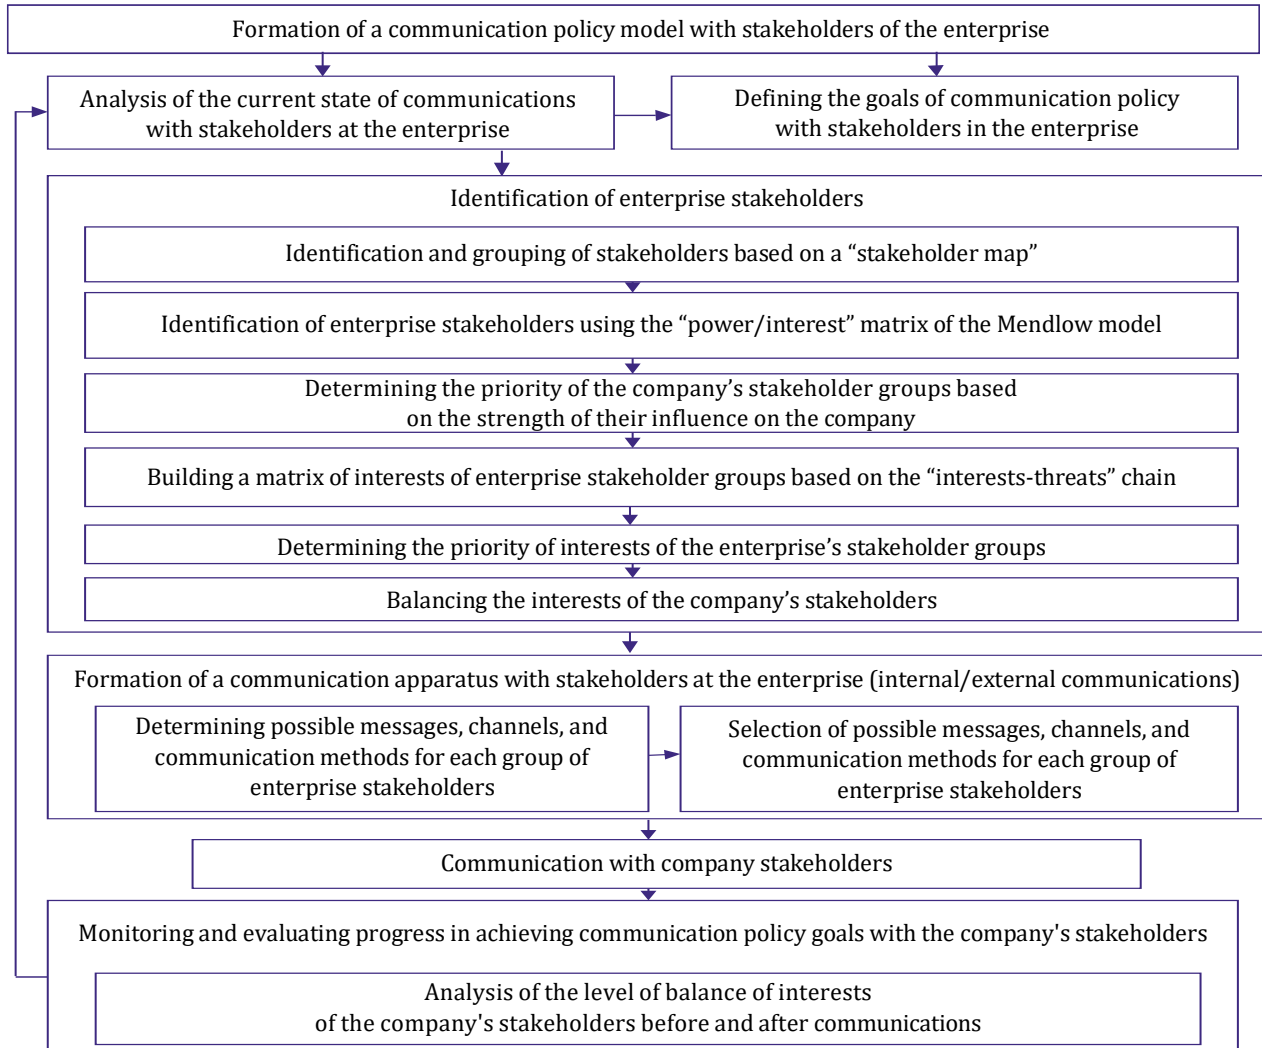 Formation of a communication policy model with stakeholders of the enterprise
Analysis of the current state of communications
with stakeholders at the enterprise
Defining the goals of communication policy
with stakeholders in the enterprise
Identification of enterprise stakeholders
Identification and grouping of stakeholders based on a “stakeholder map”
Identification of enterprise stakeholders using the “power/interest” matrix of the Mendlow model
Determining the priority of the company’s stakeholder groups based
on the strength of their influence on the company
Building a matrix of interests of enterprise stakeholder groups based on the “interests-threats” chain
Determining the priority of interests of the enterprise’s stakeholder groups
Balancing the interests of the company’s stakeholders
Formation of a communication apparatus with stakeholders at the enterprise (internal/external communications)
Determining possible messages, channels, and
communication methods for each group of
enterprise stakeholders
Selection of possible messages, channels, and
communication methods for each group of
enterprise stakeholders
Communication with company stakeholders
Monitoring and evaluating progress in achieving communication policy goals with the company's stakeholders
Analysis of the level of balance of interests
of the company's stakeholders before and after communications